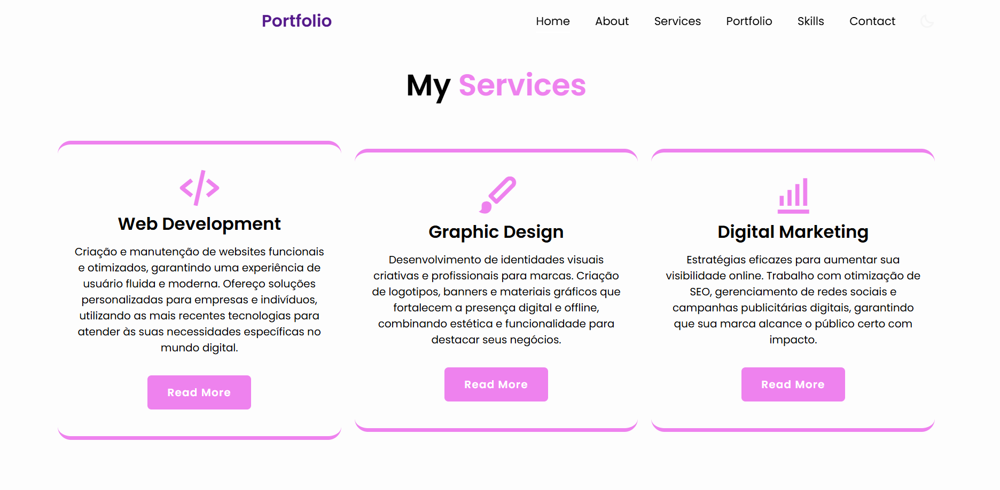 Portfolio
Home
About
Services
Portfolio
Skills
Contact
My Services
Web Development
Criação e manutenção de websites funcionais
e otimizados, garantindo uma experiência de
usuário fluida e moderna. Ofereço soluções
personalizadas para empresas e indivíduos,
utilizando as mais recentes tecnologias para
atender às suas necessidades específicas no
mundo digital.
Read More
Graphic Design
Desenvolvimento de identidades visuais
criativas e profissionais para marcas. Criação
de logotipos, banners e materiais gráficos que
fortalecem a presença digital e offline,
combinando estética e funcionalidade para
destacar seus negócios.
Read More
Digital Marketing
Estratégias eficazes para aumentar sua
visibilidade online. Trabalho com otimização de
SEO, gerenciamento de redes sociais e
campanhas publicitárias digitais, garantindo
que sua marca alcance o público certo com
impacto.
Read More